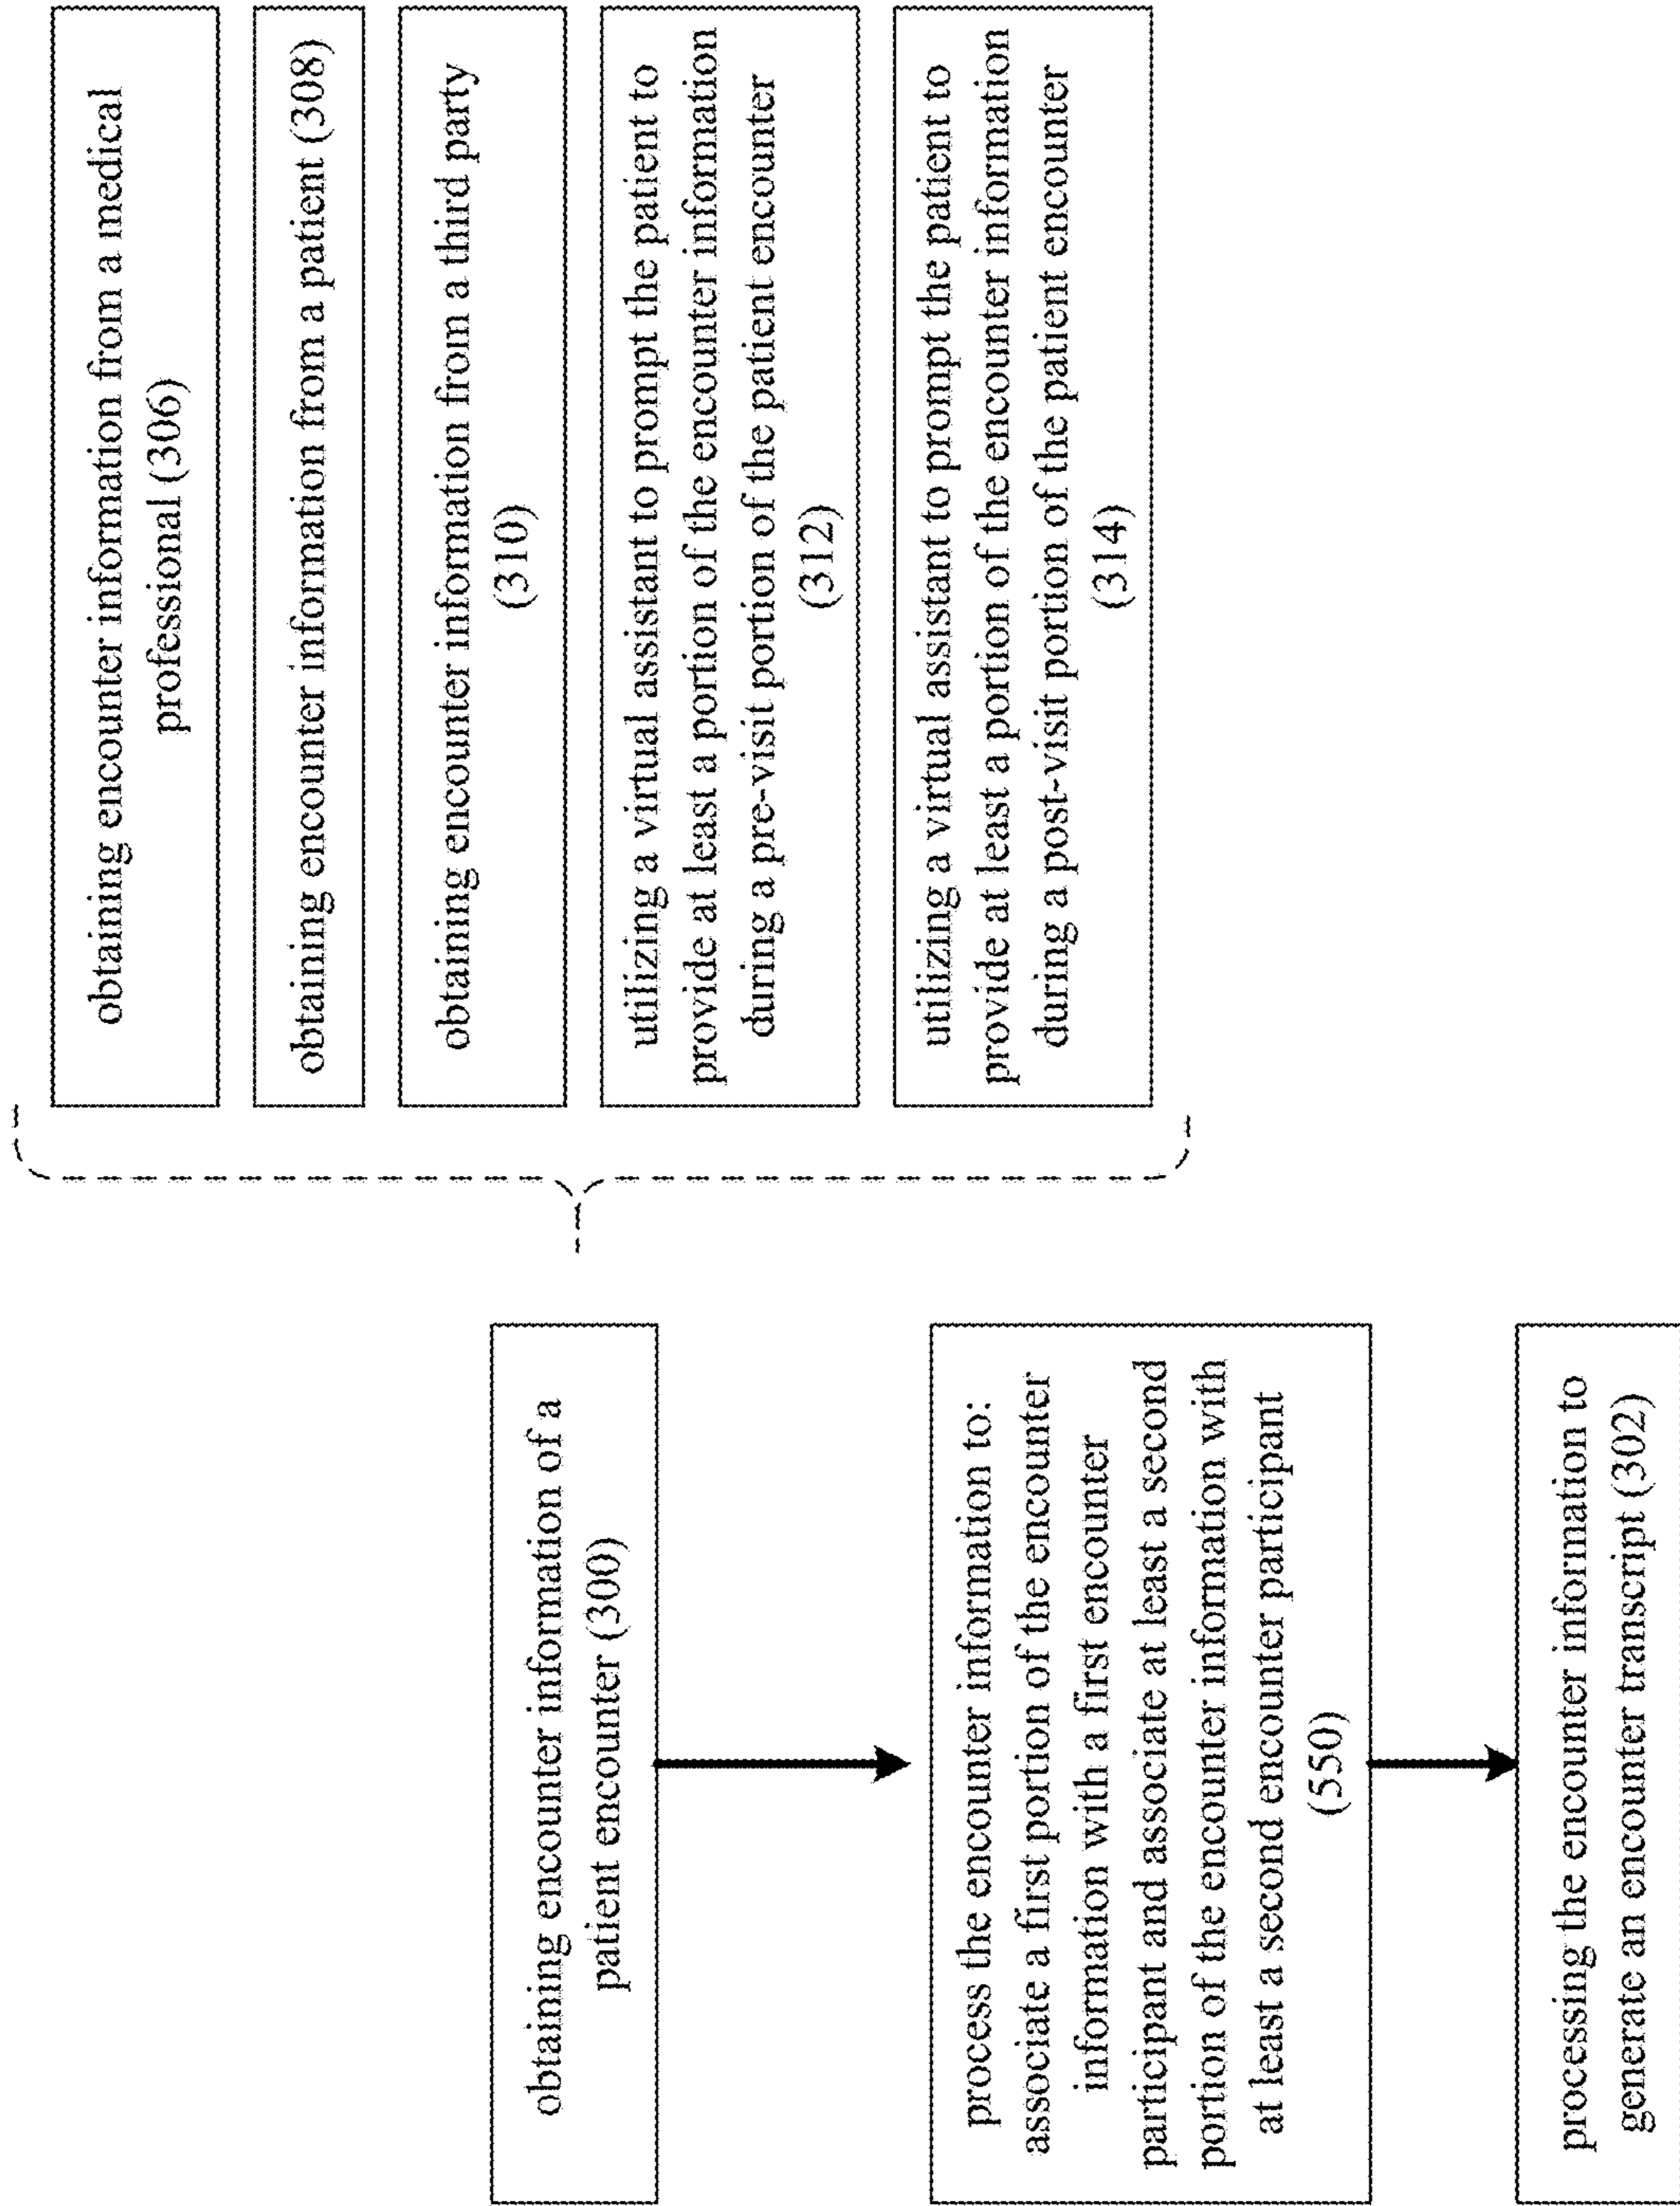 obtaining encounter information of a
patient encounter (300)
process the encounter information to:
associate a first portion of the encounter
information with a first encounter
participant and associate at least a second
portion of the encounter information with
at least a second encounter participant
(550)
processing the encounter information to
generate an encounter transcript (302)
obtaining encounter information from a medical
professional (306)
obtaining encounter information from a patient (308)
obtaining encounter information from a third party
(310)
utilizing a virtual assistant to prompt the patient to
provide at least a portion of the encounter information
during a pre-visit portion of the patient encounter
(312)
utilizing a virtual assistant to prompt the patient to
provide at least a portion of the encounter information
during a post-visit portion of the patient encounter
(314)